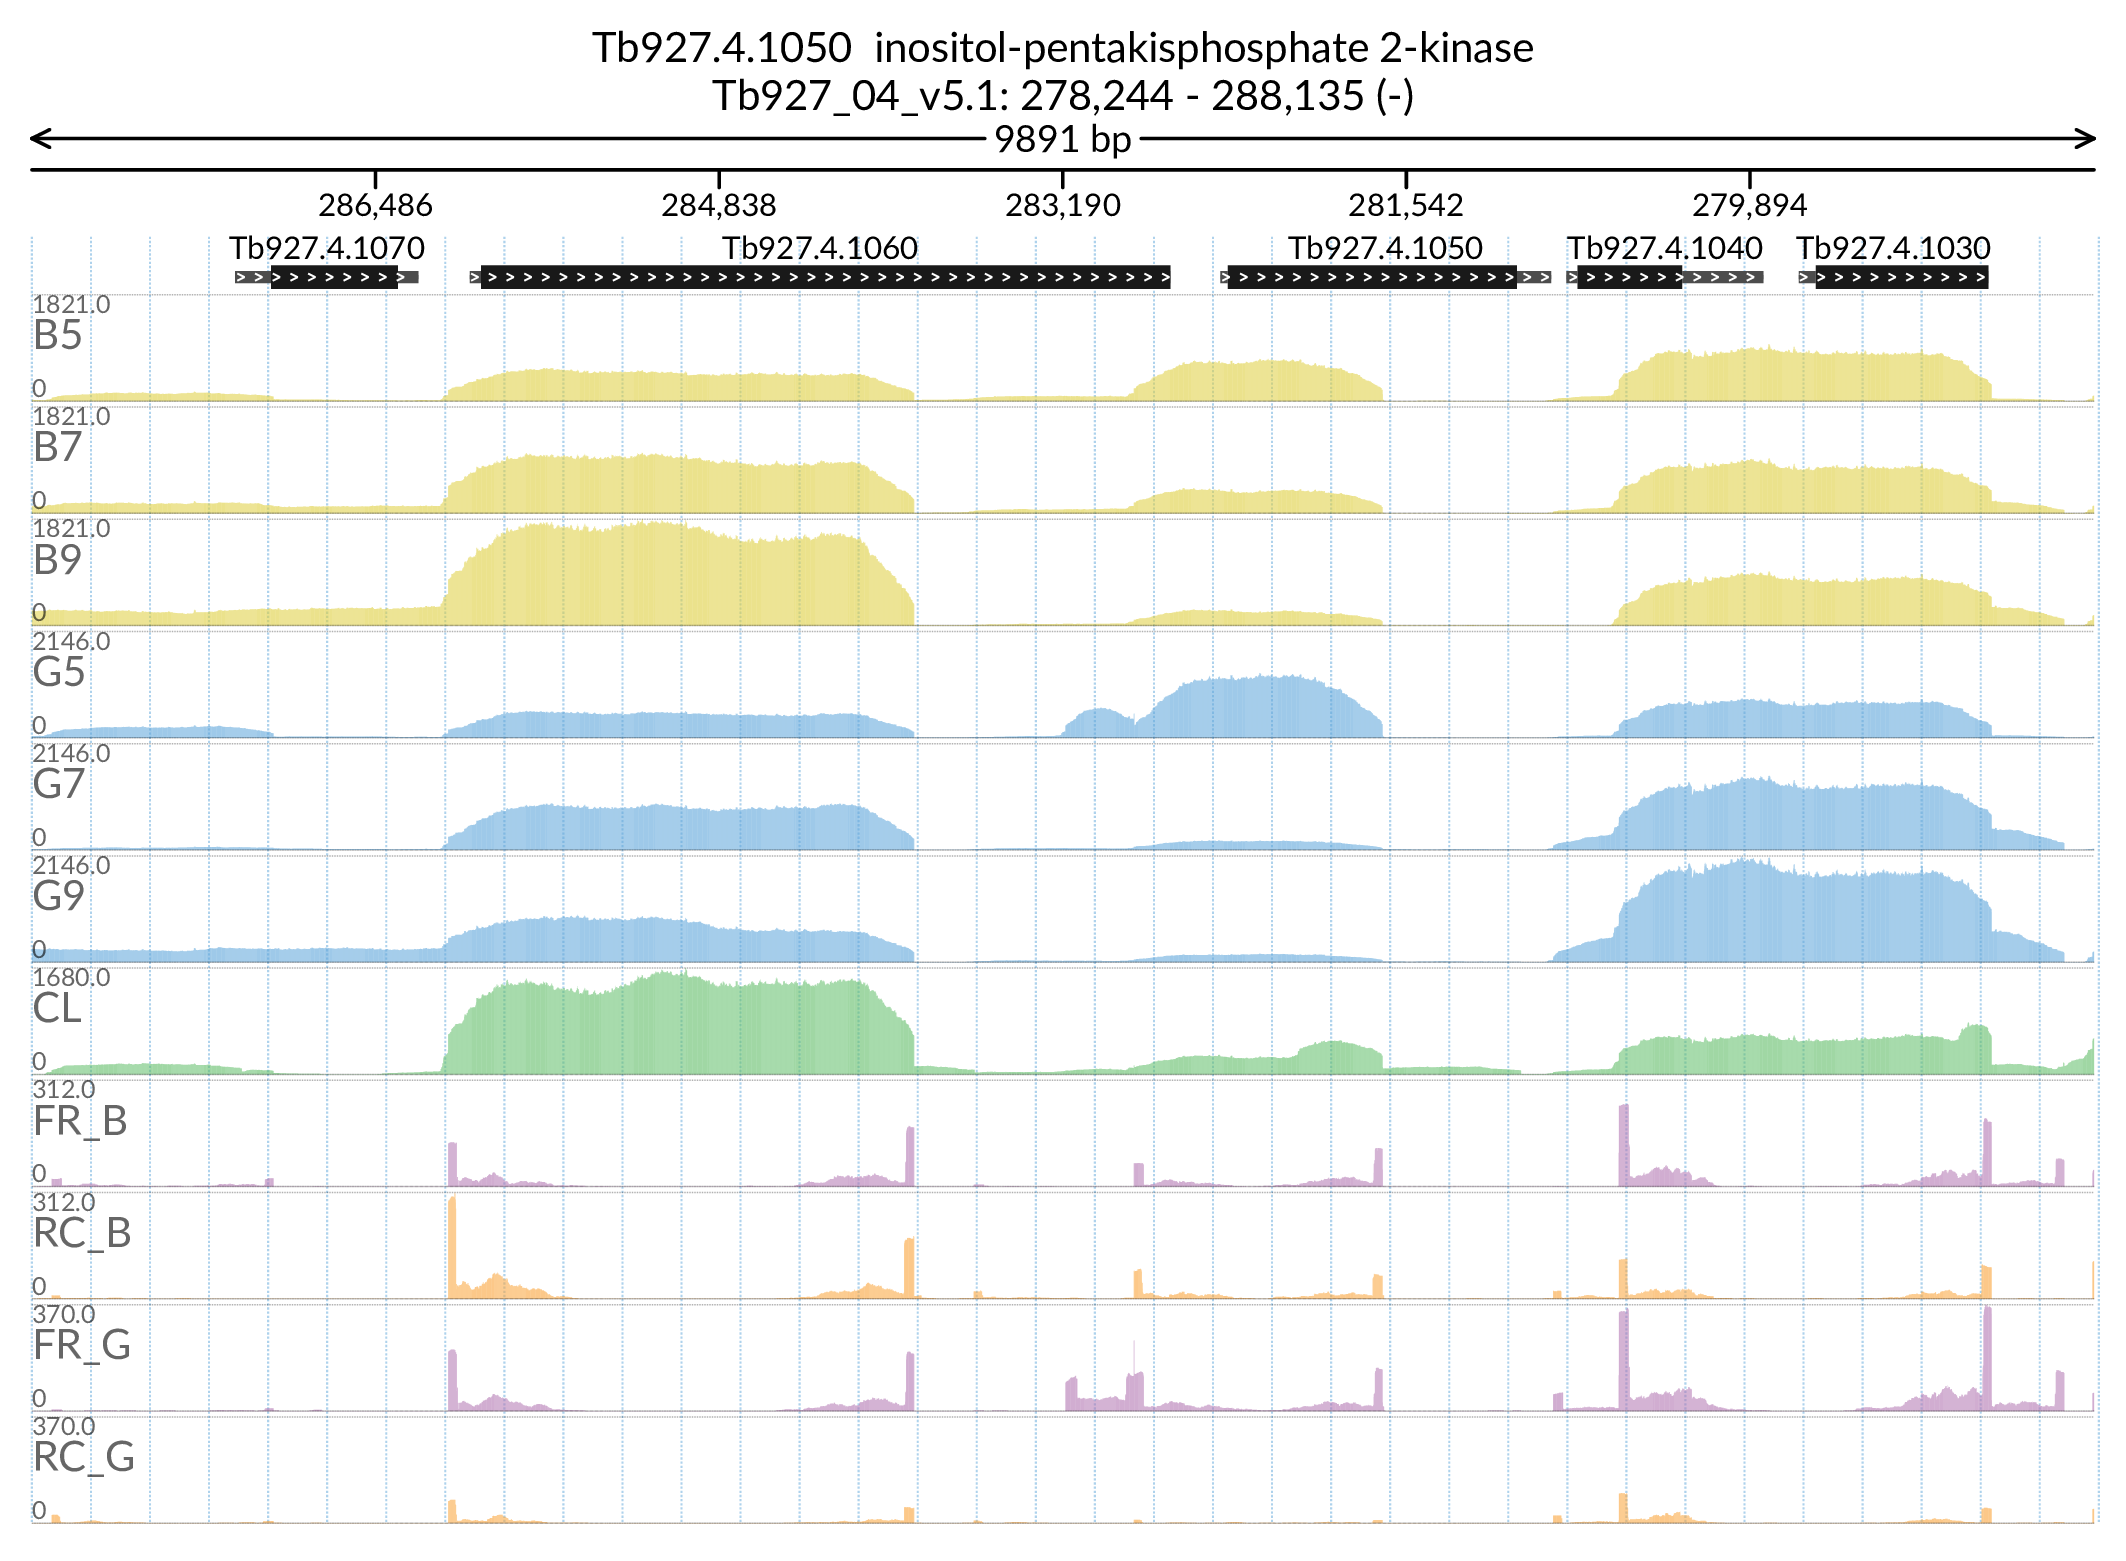 Tb927.4.1050  inositol-pentakisphosphate 2-kinase
Tb927_04_v5.1: 278,244 - 288,135 (-)
9891 bp
286,486 284,838 283,190 281,542 279,894
Tb927.4.1070 Tb927.4.1060 Tb927.4.1050 Tb927.4.1040 Tb927.4.1030
1821.0
B5
0
1821.0
B7
0
1821.0
B9
0
2146.0
G5
0
2146.0
G7
0
2146.0
G9
0
1680.0
CL
0
312.0
FR_B
0
312.0
RC_B
0
370.0
FR_G
0
370.0
RC_G
0